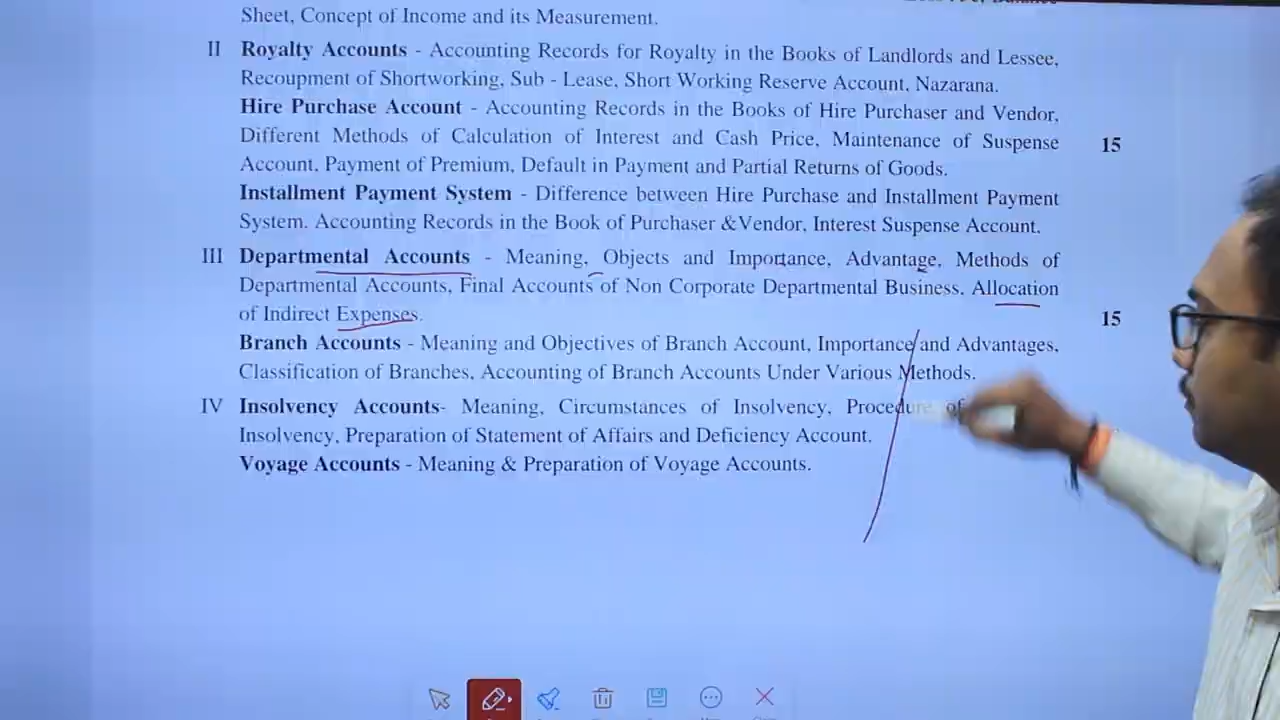 Sheet, Concept of Income and its Measurement.
II Royalty Accounts - Accounting Records for Royalty in the Books of Landlords and Lessee,
Recoupment of Shortworking, Sub - Lease, Short Working Reserve Account, Nazarana.
Hire Purchase Account - Accounting Records in the Books of Hire Purchaser and Vendor,
Different Methods of Calculation of Interest and Cash Price, Maintenance of Suspense 15
Account, Payment of Premium, Default in Payment and Partial Returns of Goods.
Installment Payment System - Difference between Hire Purchase and Installment Payment
System. Accounting Records in the Book of Purchaser &Vendor, Interest Suspense Account.
III Departmental Accounts - Meaning, Objects and Importance, Advantage, Methods of
Departmental Accounts, Final Accounts of Non Corporate Departmental Business. Allocation
of Indirect Expenses. 15
Branch Accounts - Meaning and Objectives of Branch Account, Importance and Advantages,
Classification of Branches, Accounting of Branch Accounts Under Various Methods.
IV Insolvency Accounts- Meaning, Circumstances of Insolvency, Procedure of
Insolvency, Preparation of Statement of Affairs and Deficiency Account.
Voyage Accounts - Meaning & Preparation of Voyage Accounts.